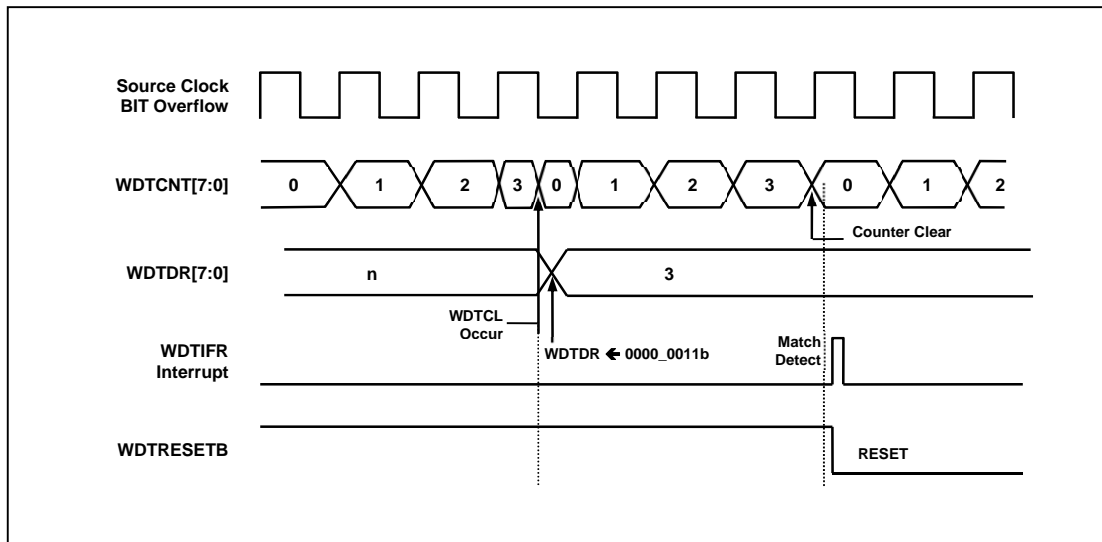 Source Clock
BIT Overflow
WDTCNT[7:0]
0 1 2 3 0 1 2 3 0 1 2
Counter Clear
WDTDR[7:0]
n 3
WDTCL
Occur
WDTDR ← 0000_0011b
WDTIFR
Interrupt
Match
Detect
WDTRESETB
RESET